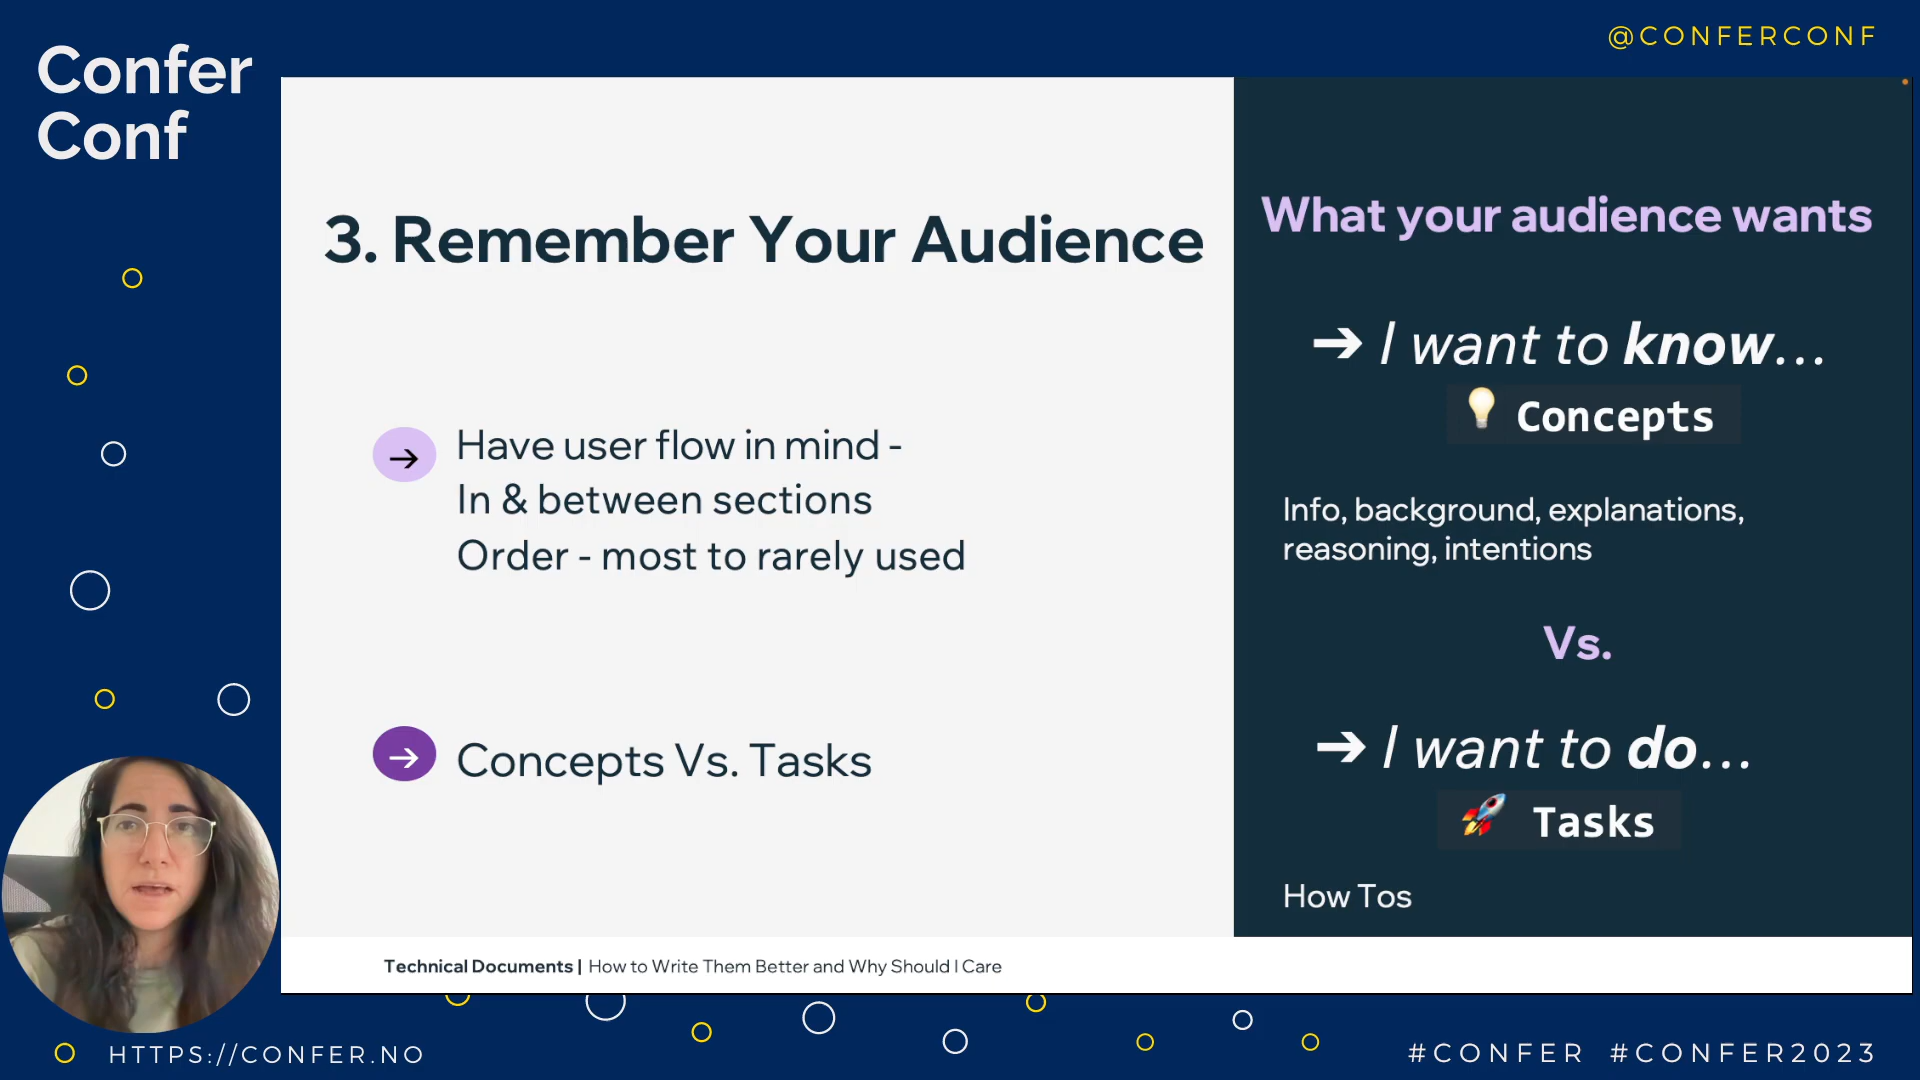 Confer
Conf
@CONFERCONF
3. Remember Your Audience
→ Have user flow in mind -
In & between sections
Order - most to rarely used
→ Concepts Vs. Tasks
What your audience wants
➔ I want to know...
Concepts
Info, background, explanations,
reasoning, intentions
Vs.
➔ I want to do...
Tasks
How Tos
Technical Documents | How to Write Them Better and Why Should I Care
HTTPS://CONFER.NO
#CONFER #CONFER2023